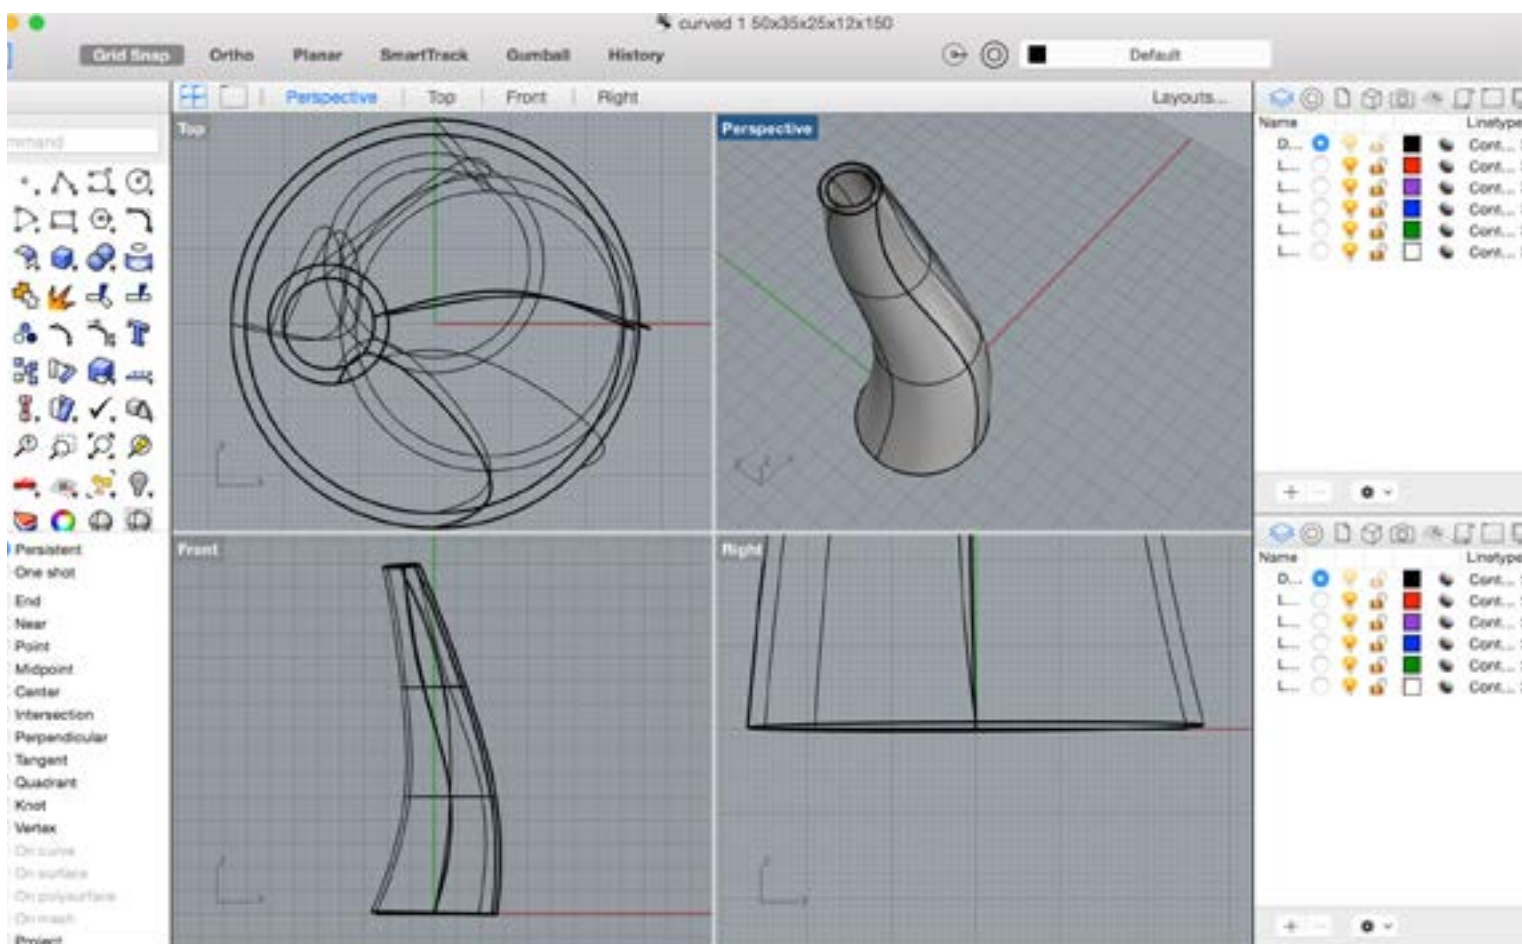 curved 1 50x35x25x12x150
Grid Snap Ortho Planar SmartTrack Gumball History
Default
Perspective Top Front Right Layouts...
mmand
Top
Perspective
Name Linetype
D... Cont...
L... Cont...
L... Cont...
L... Cont...
L... Cont...
L... Cont...
Front
Right
Name Linetype
D... Cont...
L... Cont...
L... Cont...
L... Cont...
L... Cont...
L... Cont...
Persistent
One shot
End
Near
Point
Midpoint
Center
Intersection
Perpendicular
Tangent
Quadrant
Knot
Vertex
On curve
On surface
On polysurface
On mesh
Project